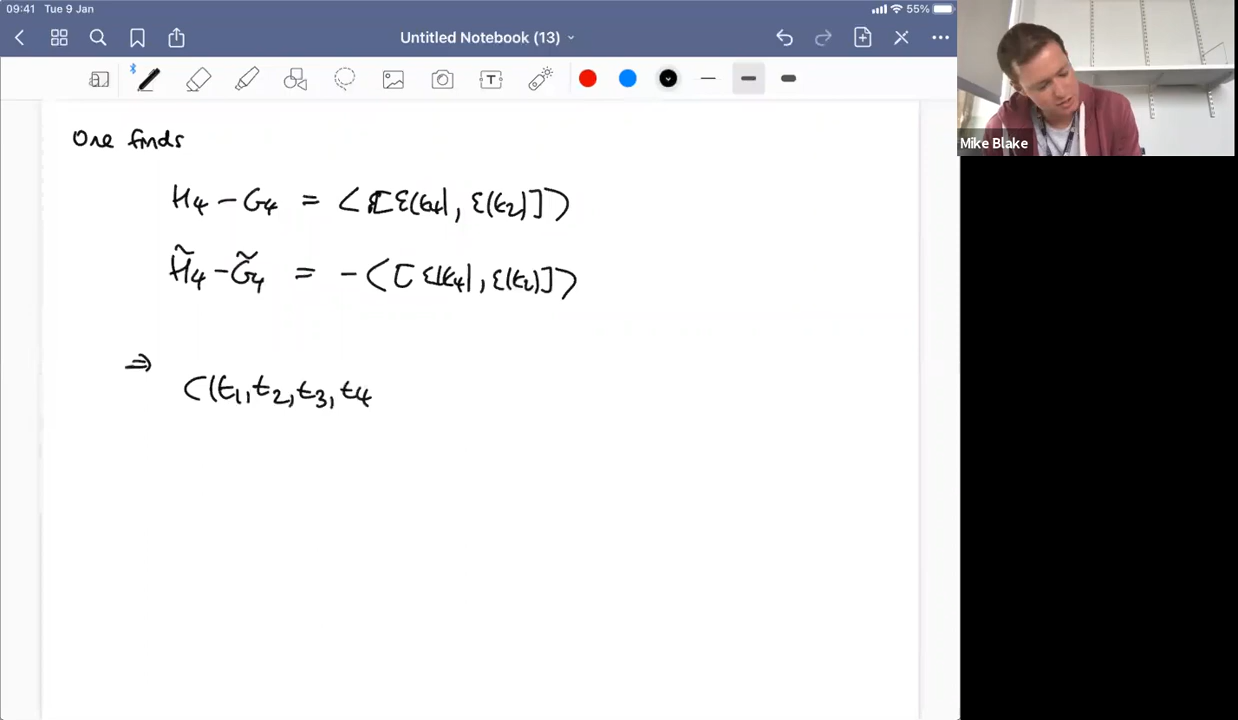 09:41 Tue 9 Jan
55%
Untitled Notebook (13)
T
Mike Blake
One finds
H₄ - G₄ = ⟨[ε(t₄), ε(t₂)]⟩
H̃₄ - G̃₄ = -⟨[ε(t₄), ε(t₂)]⟩
⇒
C(t₁, t₂, t₃, t₄